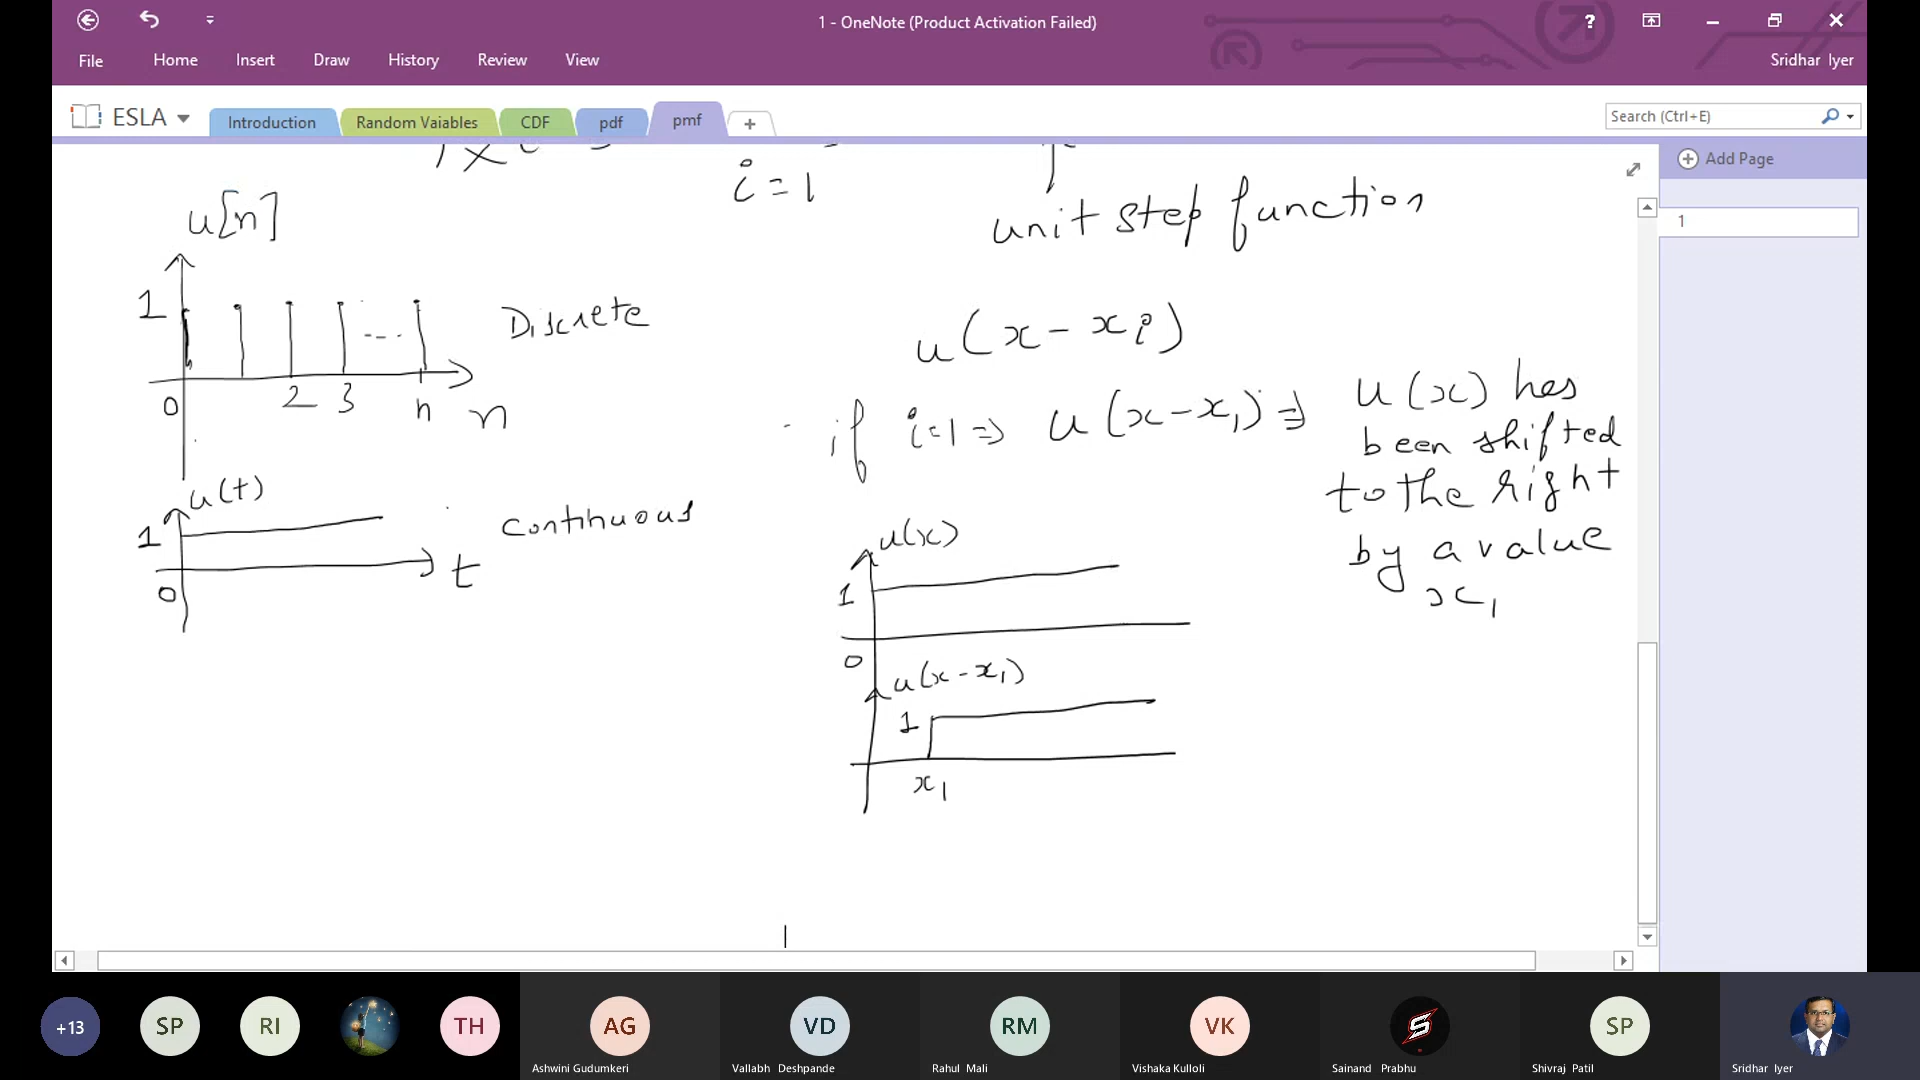 1 - OneNote (Product Activation Failed)
?
File Home Insert Draw History Review View
Sridhar Iyer
ESLA
Introduction Random Vaiables CDF pdf pmf +
Search (Ctrl+E)
Add Page
1
i = 1
unit step function
u[n]
1
0 2 3 n n
Discrete
u(t)
1
0
t
continuous
u(x - xi)
if i=1 => u(x-x1) =>
u(x) has
been shifted
to the right
by a value
x1
u(x)
1
0
u(x-x1)
1
x1
+13
SP
RI
TH
AG
VD
RM
VK
S
SP
Ashwini Gudumkeri
Vallabh Deshpande
Rahul Mali
Vishaka Kulloli
Sainand Prabhu
Shivraj Patil
Sridhar Iyer